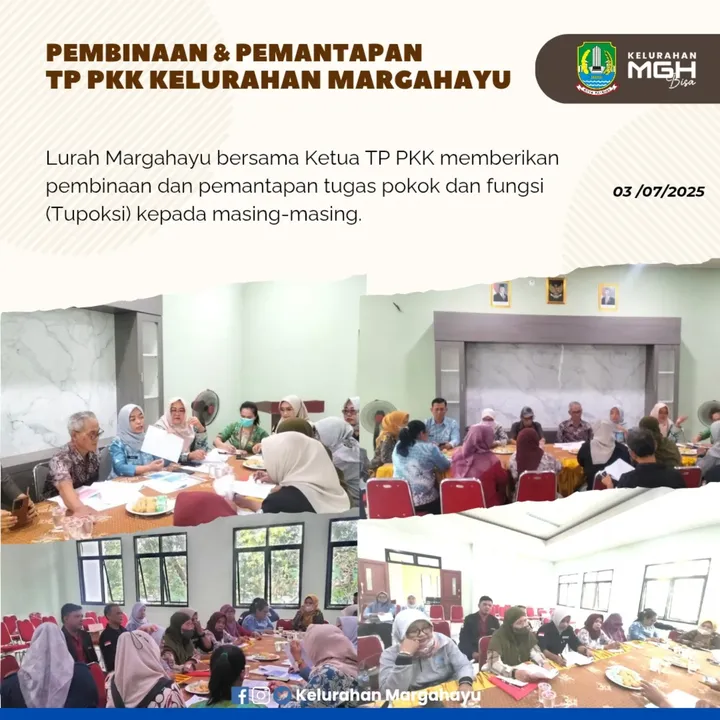 PEMBINAAN & PEMANTAPAN
TP PKK KELURAHAN MARGAHAYU
KELURAHAN
MGH
Bisa
Lurah Margahayu bersama Ketua TP PKK memberikan
pembinaan dan pemantapan tugas pokok dan fungsi
(Tupoksi) kepada masing-masing.
03 /07/2025
Kelurahan Margahayu